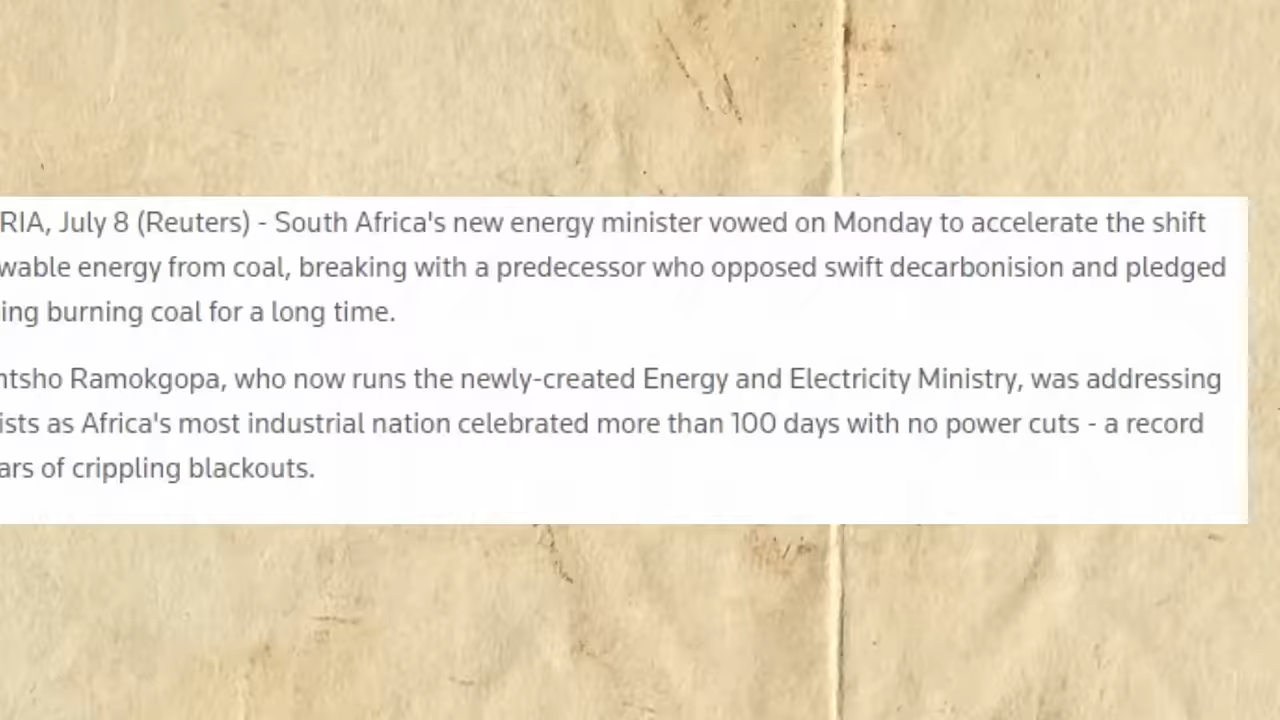 RIA, July 8 (Reuters) - South Africa's new energy minister vowed on Monday to accelerate the shift
wable energy from coal, breaking with a predecessor who opposed swift decarbonision and pledged
ing burning coal for a long time.
ntsho Ramokgopa, who now runs the newly-created Energy and Electricity Ministry, was addressing
ists as Africa's most industrial nation celebrated more than 100 days with no power cuts - a record
ars of crippling blackouts.